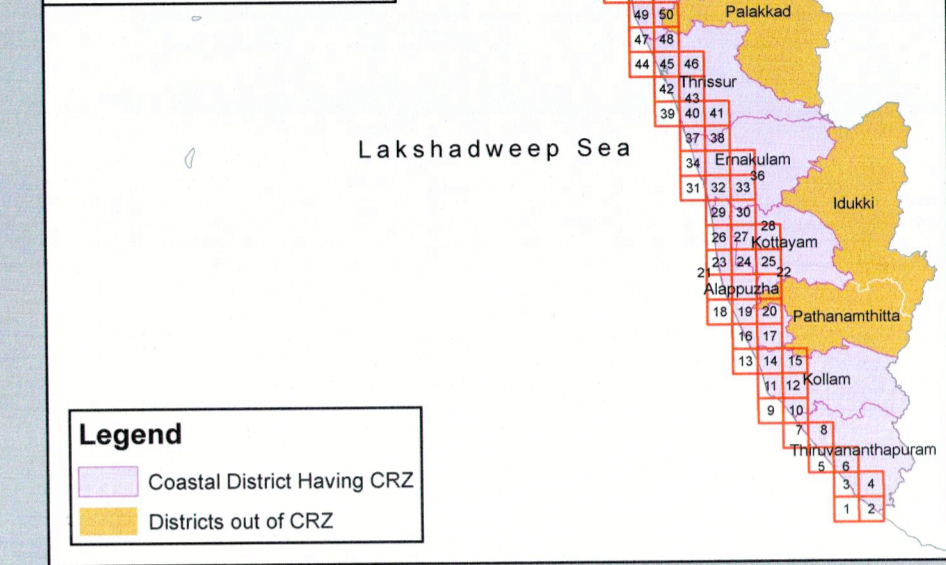 49 50 Palakkad
47 48
44 45 46
Thrissur
42
43
39 40 41
37 38
Lakshadweep Sea
34 Ernakulam
36
31 32 33
Idukki
29 30
28
26 27 Kottayam
23 24 25
21 22
Alappuzha
18 19 20 Pathanamthitta
16 17
13 14 15
11 12 Kollam
9 10
7 8
Thiruvananthapuram
5 6
3 4
1 2
Legend
Coastal District Having CRZ
Districts out of CRZ